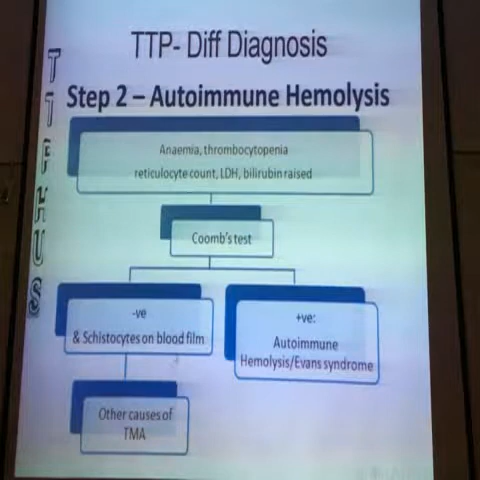 TTP- Diff Diagnosis
Step 2 – Autoimmune Hemolysis
Anaemia, thrombocytopenia
reticulocyte count, LDH, bilirubin raised
Coomb's test
-ve
& Schistocytes on blood film
+ve:
Autoimmune
Hemolysis/Evans syndrome
Other causes of
TMA